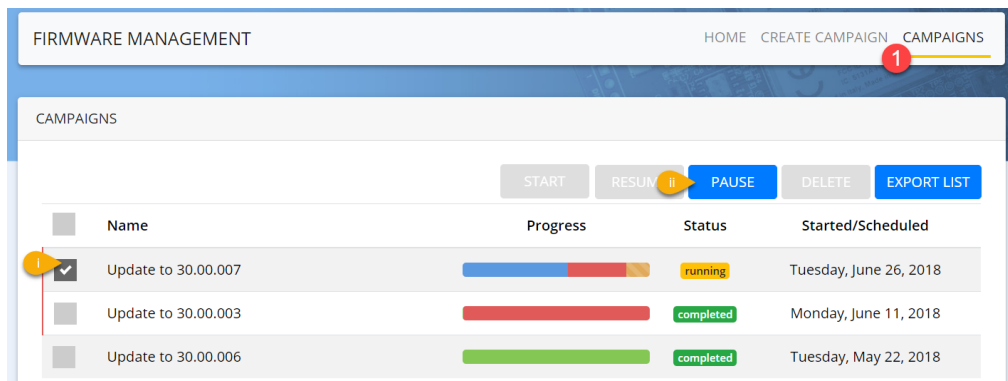 FIRMWARE MANAGEMENT HOME CREATE CAMPAIGN CAMPAIGNS
1
CAMPAIGNS
START RESUM ii PAUSE DELETE EXPORT LIST
Name Progress Status Started/Scheduled
i Update to 30.00.007 running Tuesday, June 26, 2018
Update to 30.00.003 completed Monday, June 11, 2018
Update to 30.00.006 completed Tuesday, May 22, 2018